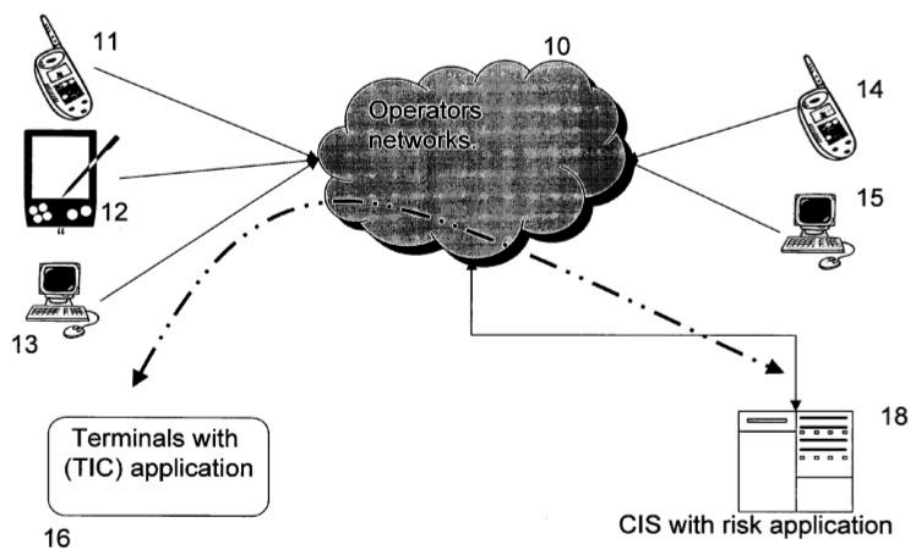 11
10
14
Operators
networks.
12
“
15
13
Terminals with
(TIC) application
16
18
CIS with risk application